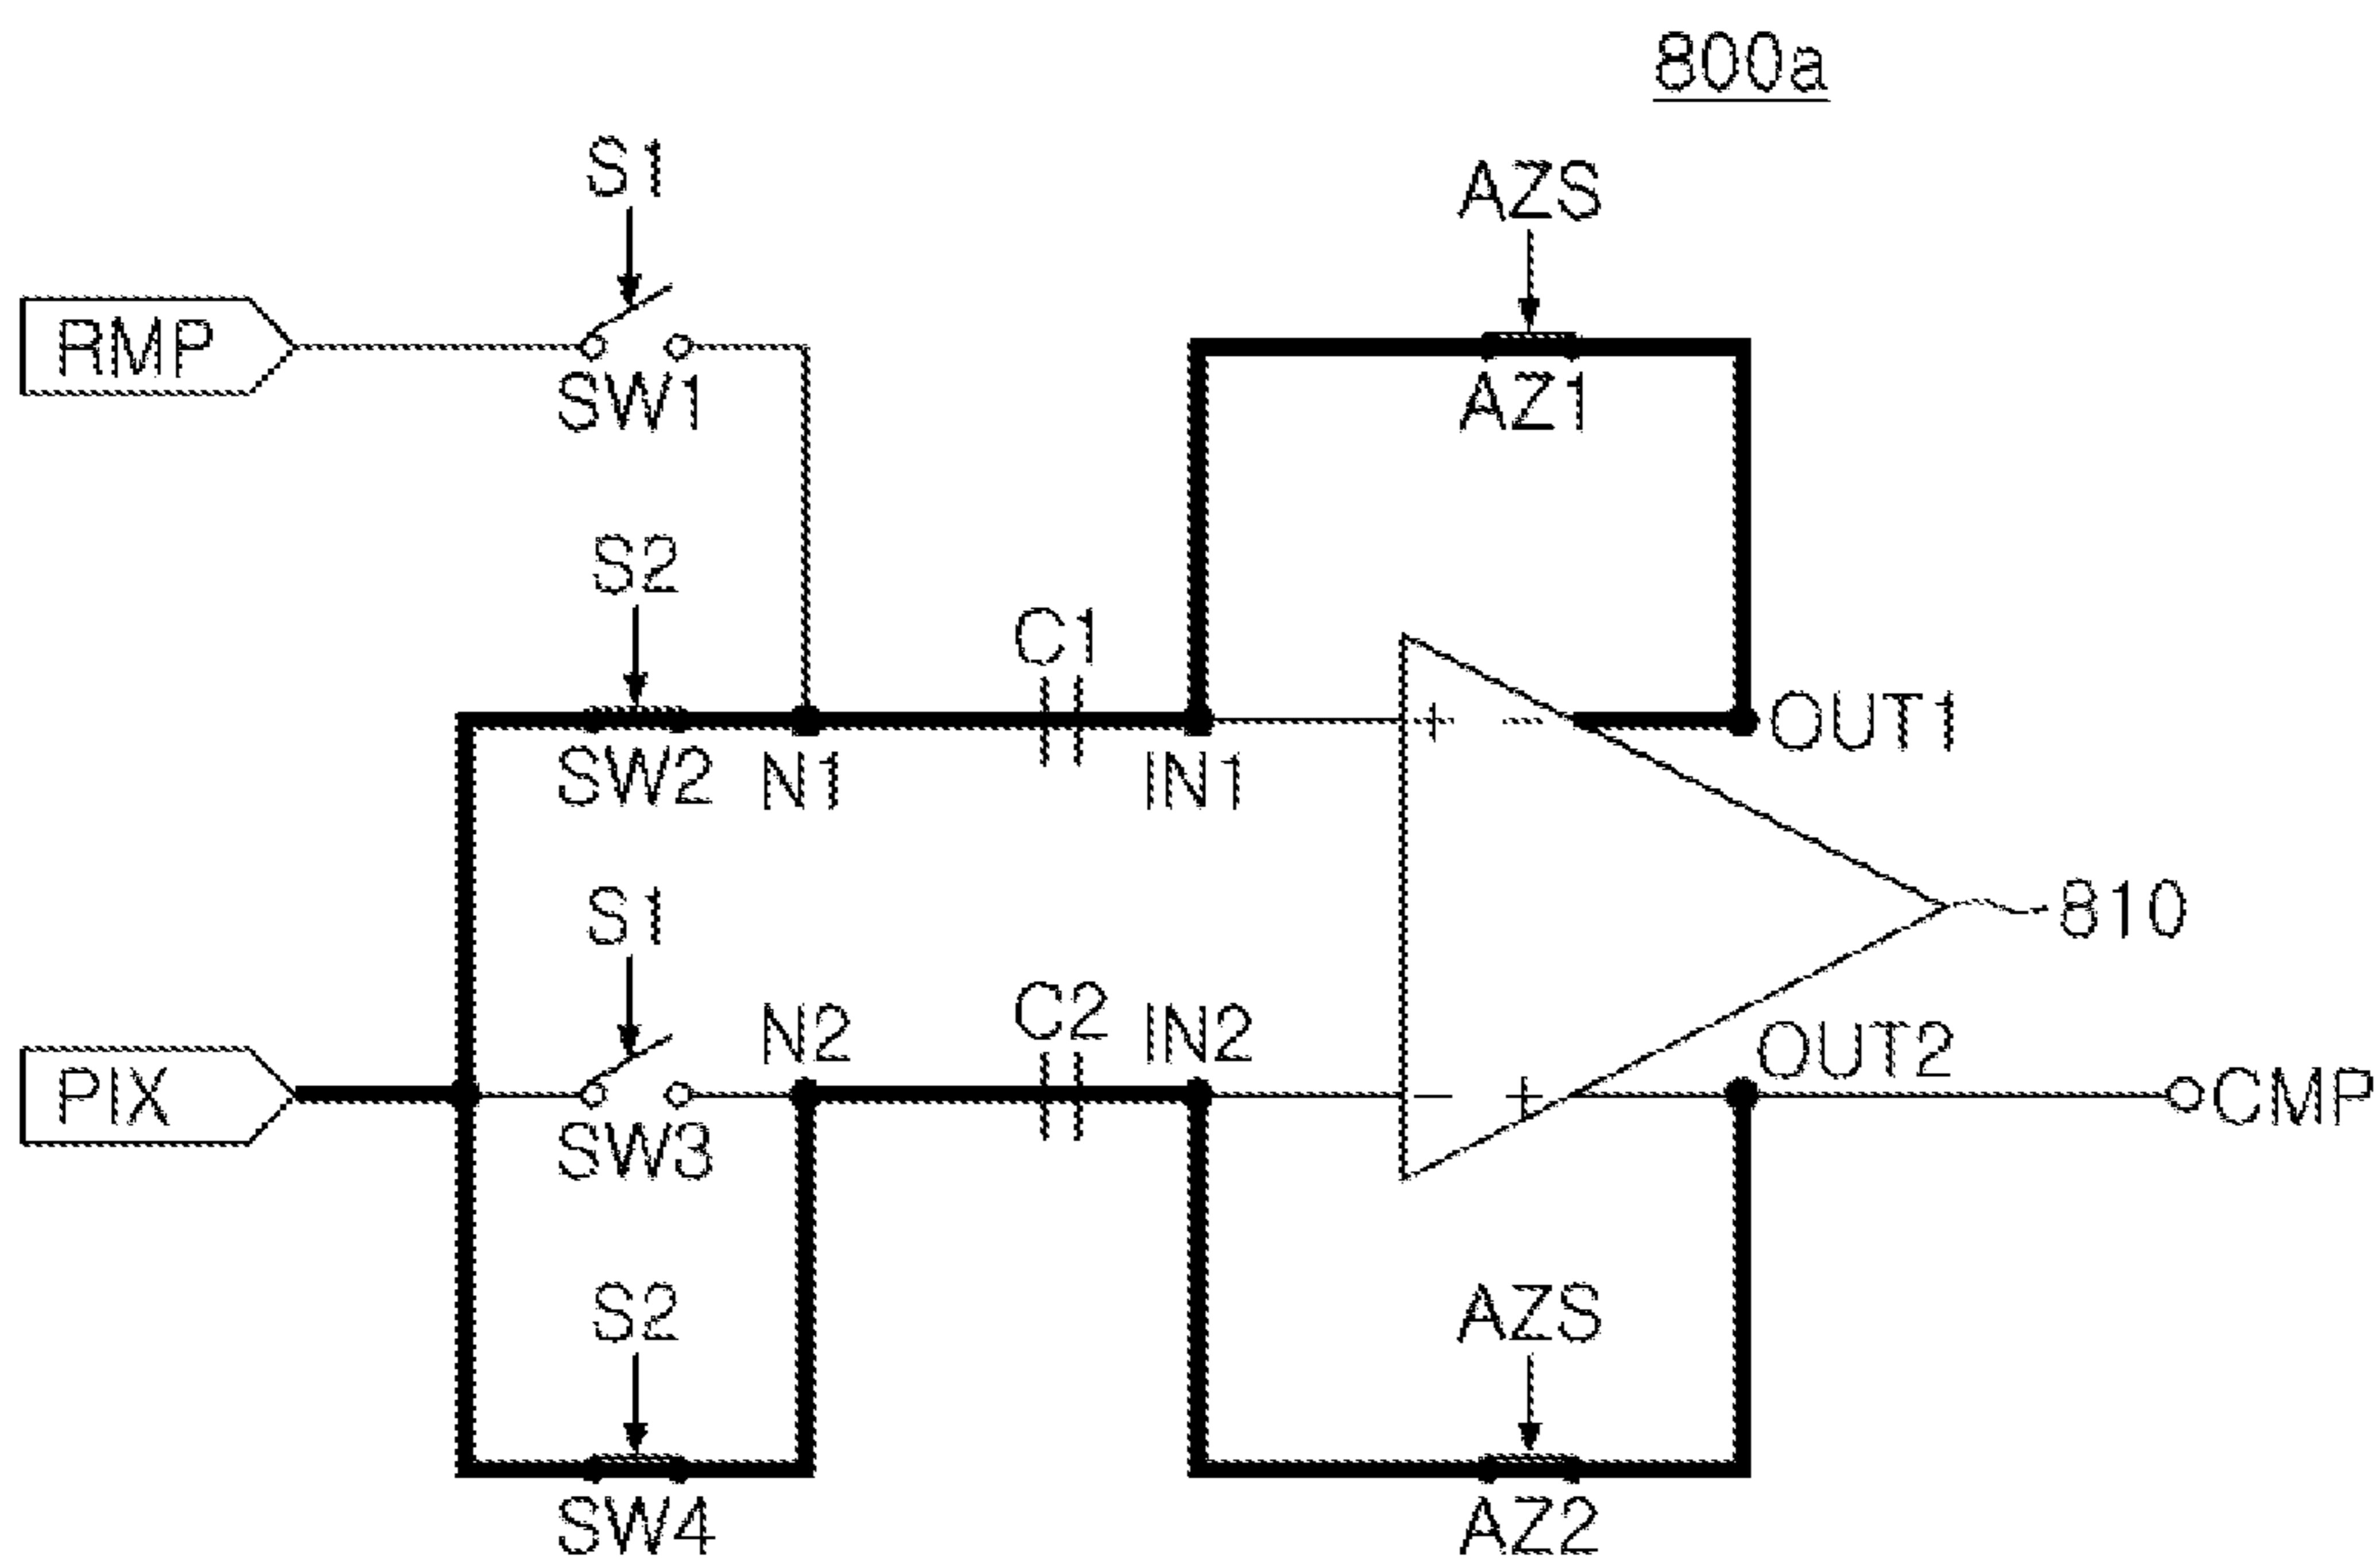 800a
S1
AZS
RMP
SW1
AZ1
S2
C1
+ -
OUT1
SW2
N1
IN1
S1
810
N2
C2
IN2
OUT2
PIX
- +
CMP
SW3
S2
AZS
SW4
AZ2